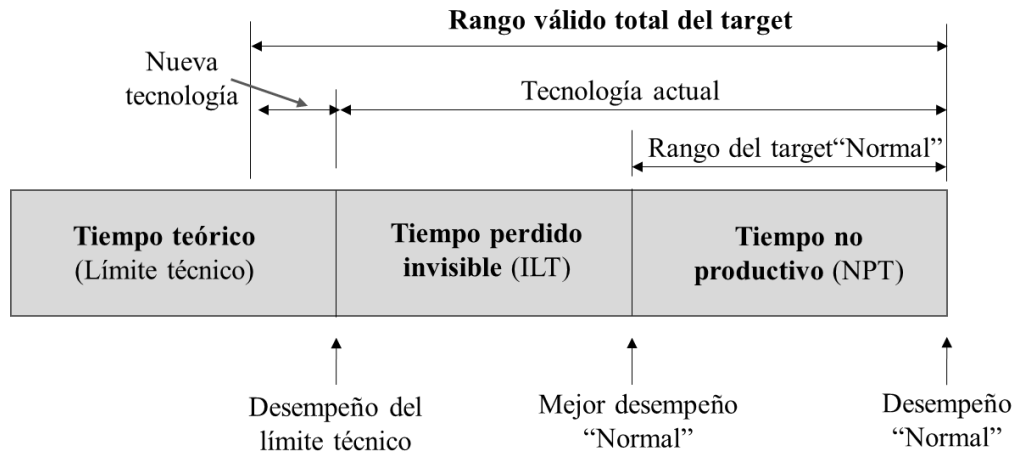 Rango válido total del target
Nueva
tecnología
Tecnología actual
Rango del target“Normal”
Tiempo teórico
(Límite técnico)
Tiempo perdido
invisible (ILT)
Tiempo no
productivo (NPT)
Desempeño del
límite técnico
Mejor desempeño
“Normal”
Desempeño
“Normal”